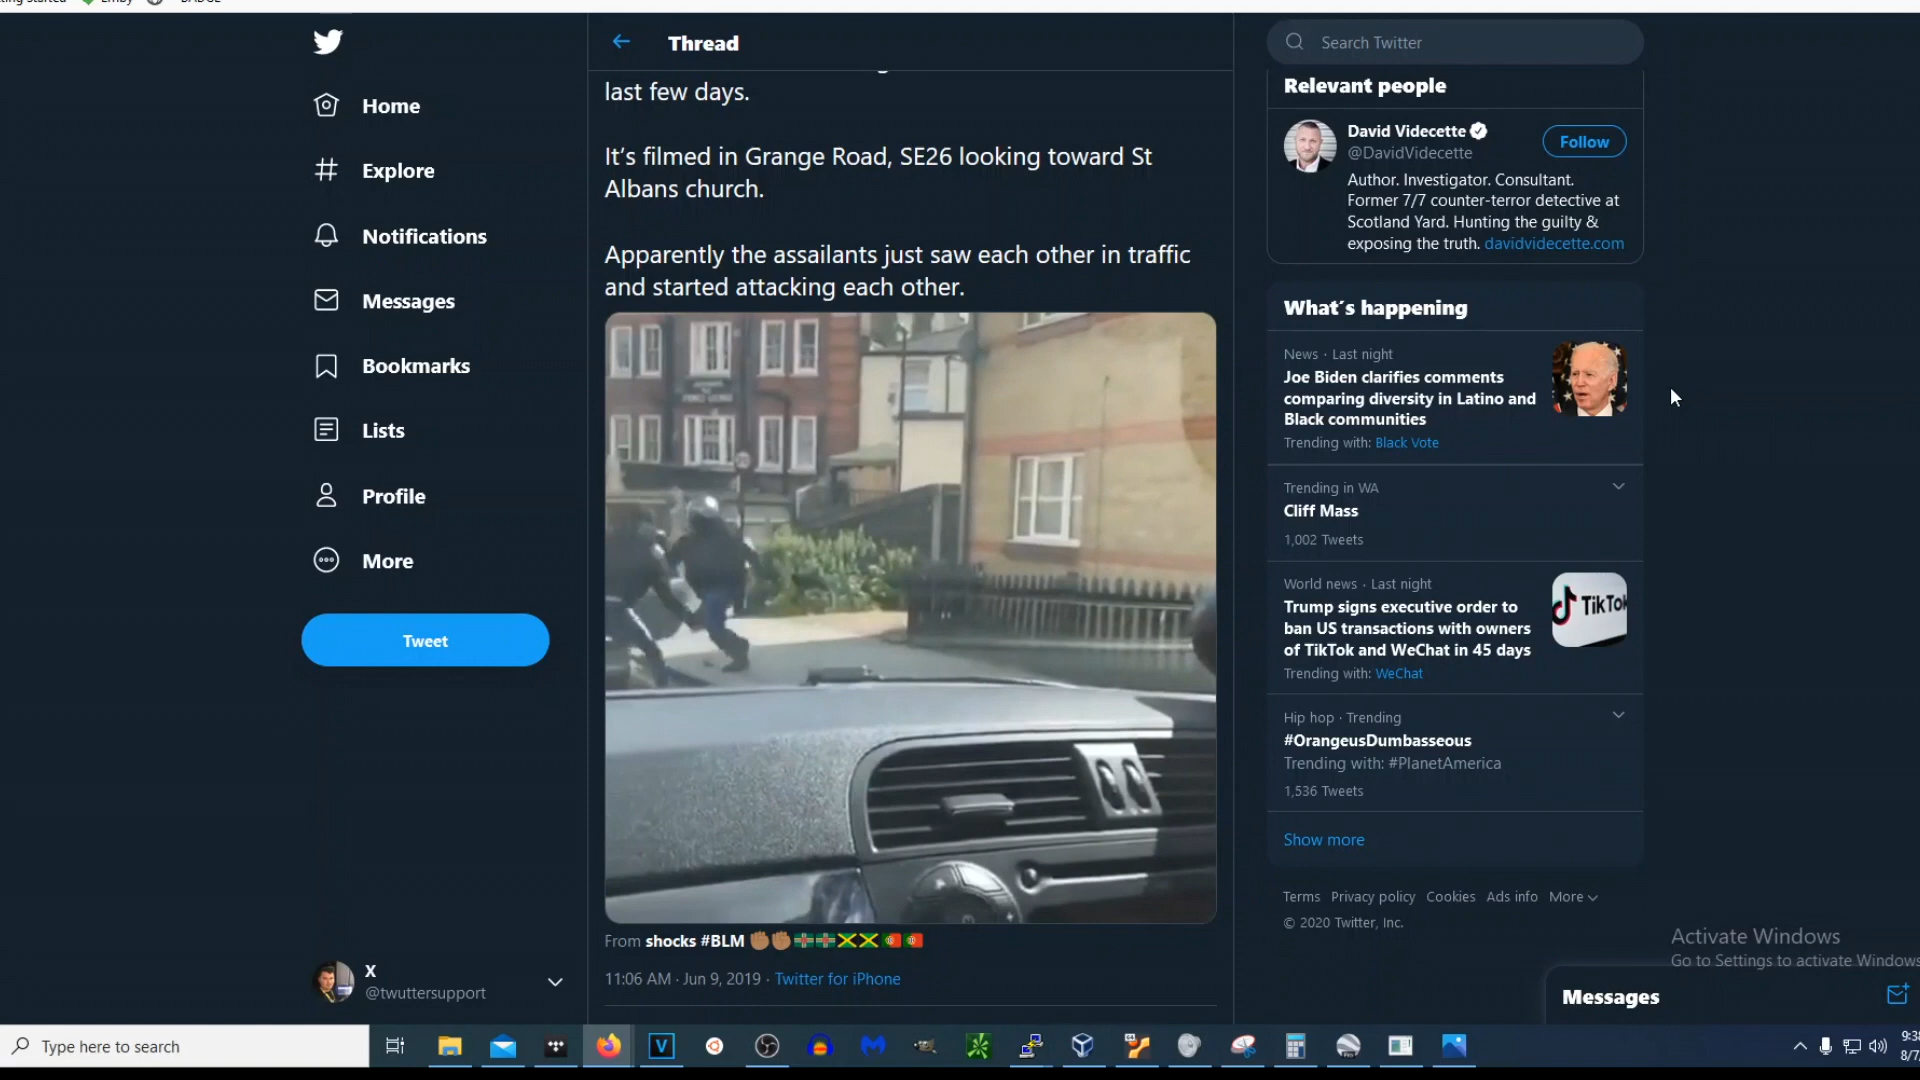 Thread
Search Twitter
last few days.
It's filmed in Grange Road, SE26 looking toward St
Albans church.
Apparently the assailants just saw each other in traffic
and started attacking each other.
Home
Explore
Notifications
Messages
Bookmarks
Lists
Profile
More
Tweet
X
@twuttersupport
From shocks #BLM ✊🏾✊🏾🇩🇲🇩🇲🇯🇲🇯🇲🇵🇹🇵🇹
11:06 AM · Jun 9, 2019 · Twitter for iPhone
Relevant people
David Videcette
@DavidVidecette
Follow
Author. Investigator. Consultant.
Former 7/7 counter-terror detective at
Scotland Yard. Hunting the guilty &
exposing the truth. davidvidecette.com
What's happening
News · Last night
Joe Biden clarifies comments
comparing diversity in Latino and
Black communities
Trending with: Black Vote
Trending in WA
Cliff Mass
1,002 Tweets
World news · Last night
Trump signs executive order to
ban US transactions with owners
of TikTok and WeChat in 45 days
Trending with: WeChat
TikTok
Hip hop · Trending
#OrangeusDumbasseous
Trending with: #PlanetAmerica
1,536 Tweets
Show more
Terms Privacy policy Cookies Ads info More
© 2020 Twitter, Inc.
Activate Windows
Go to Settings to activate Windows
Messages
Type here to search